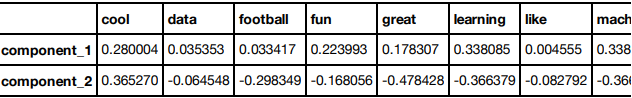 cool data football fun great learning like mach
component_1 0.280004 0.035353 0.033417 0.223993 0.178307 0.338085 0.004555 0.338
component_2 0.365270 -0.064548 -0.298349 -0.168056 -0.478428 -0.366379 -0.082792 -0.366